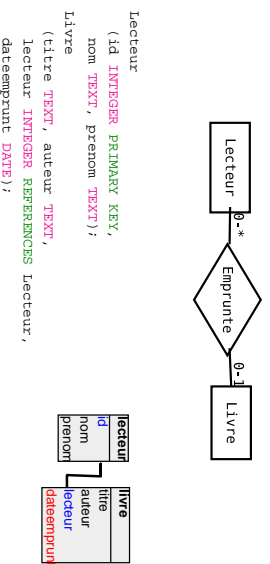 Lecteur
(id INTEGER PRIMARY KEY,
nom TEXT, prenom TEXT);
Livre
(titre TEXT, auteur TEXT,
lecteur INTEGER REFERENCES Lecteur,
dateemprunt DATE);
Lecteur
0-*
Emprunte
0-1
Livre
lecteur
id
nom
prenom
livre
titre
auteur
lecteur
dateemprun